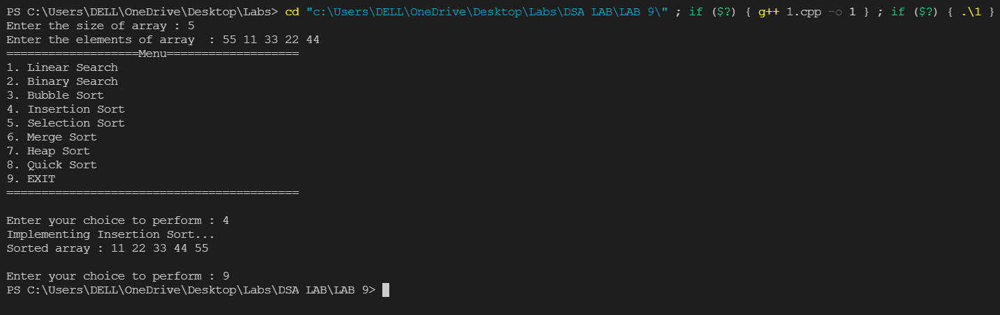 PS C:\Users\DELL\OneDrive\Desktop\Labs> cd "c:\Users\DELL\OneDrive\Desktop\Labs\DSA LAB\LAB 9\" ; if ($?) { g++ 1.cpp -o 1 } ; if ($?) { .\1 }
Enter the size of array : 5
Enter the elements of array  : 55 11 33 22 44
===================Menu===================
1. Linear Search
2. Binary Search
3. Bubble Sort
4. Insertion Sort
5. Selection Sort
6. Merge Sort
7. Heap Sort
8. Quick Sort
9. EXIT
==========================================
Enter your choice to perform : 4
Implementing Insertion Sort...
Sorted array : 11 22 33 44 55
Enter your choice to perform : 9
PS C:\Users\DELL\OneDrive\Desktop\Labs\DSA LAB\LAB 9>